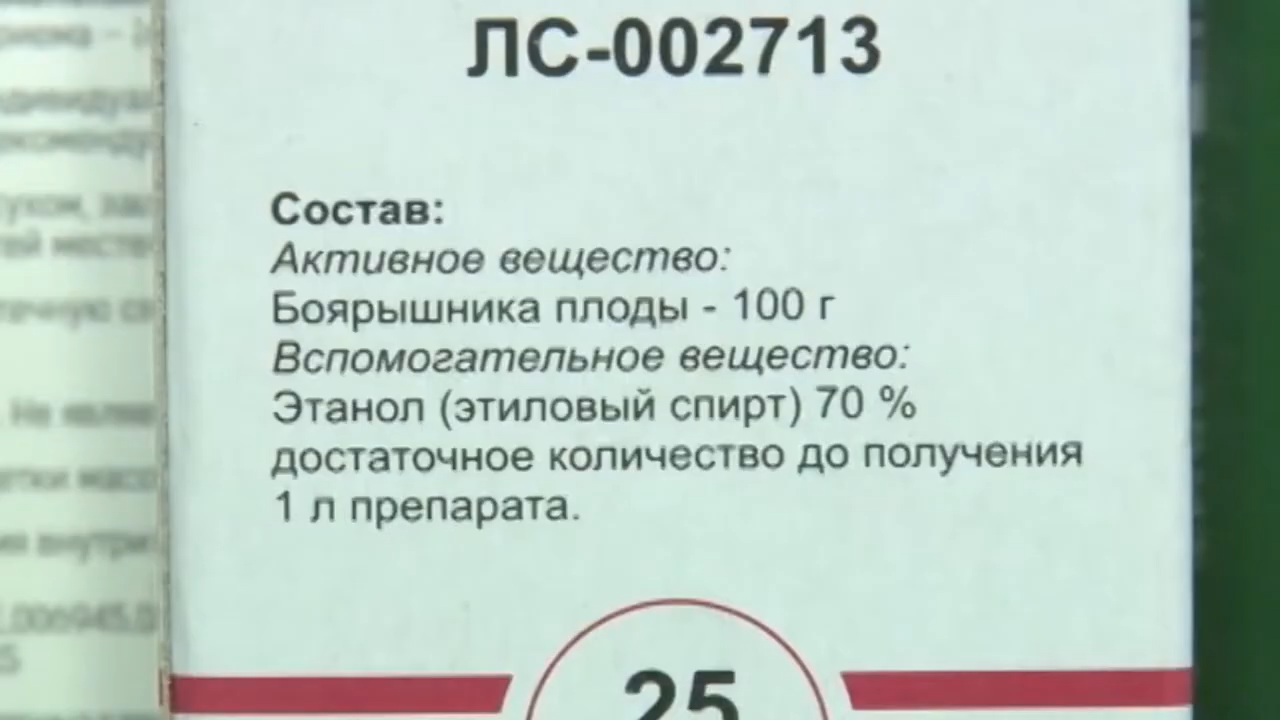 ЛС-002713
Состав:
Активное вещество:
Боярышника плоды - 100 г
Вспомогательное вещество:
Этанол (этиловый спирт) 70 %
достаточное количество до получения
1 л препарата.
25